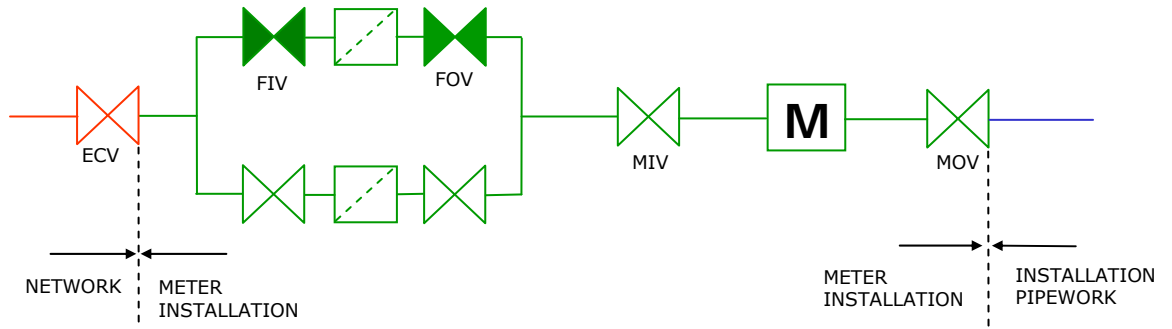 FIV
FOV
ECV
MIV
M
MOV
NETWORK
METER
INSTALLATION
METER
INSTALLATION
INSTALLATION
PIPEWORK